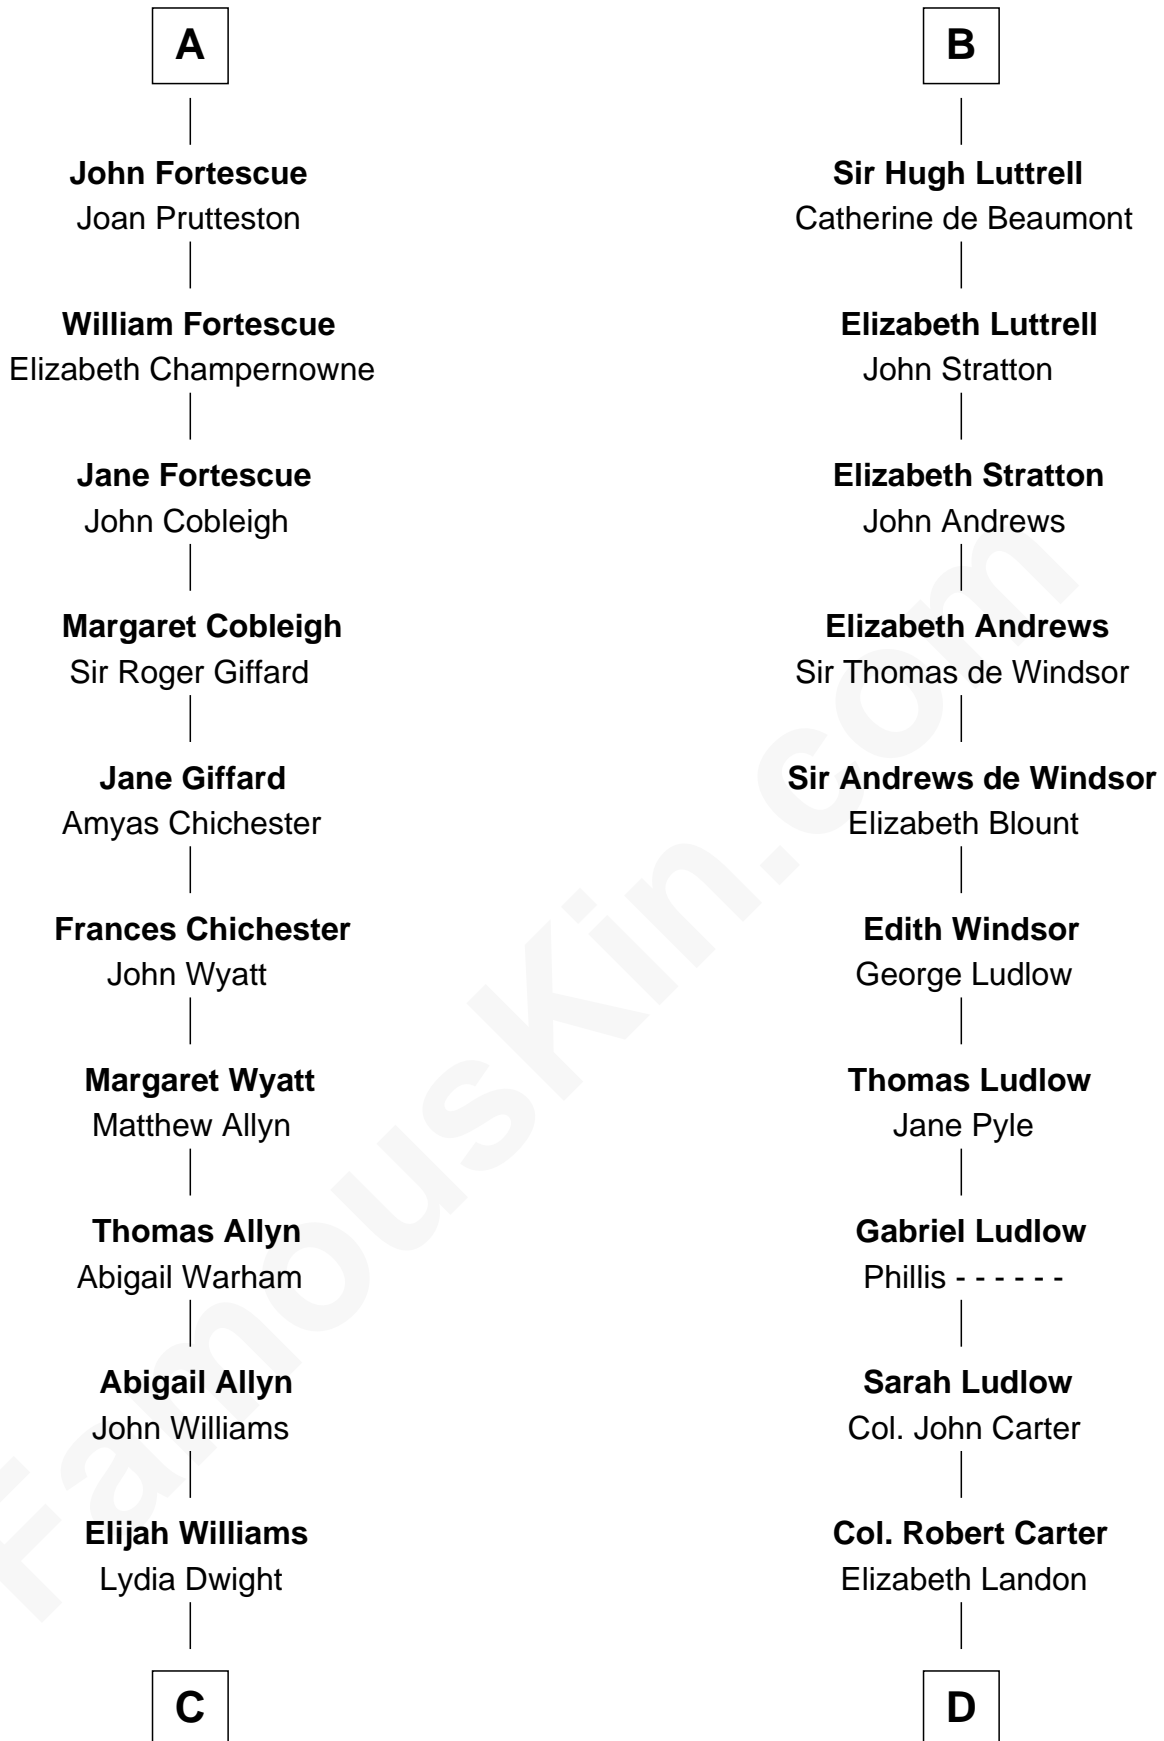 A
John Fortescue
Joan Prutteston
William Fortescue
Elizabeth Champernowne
Jane Fortescue
John Cobleigh
Margaret Cobleigh
Sir Roger Giffard
Jane Giffard
Amyas Chichester
Frances Chichester
John Wyatt
Margaret Wyatt
Matthew Allyn
Thomas Allyn
Abigail Warham
Abigail Allyn
John Williams
Elijah Williams
Lydia Dwight
C
B
Sir Hugh Luttrell
Catherine de Beaumont
Elizabeth Luttrell
John Stratton
Elizabeth Stratton
John Andrews
Elizabeth Andrews
Sir Thomas de Windsor
Sir Andrews de Windsor
Elizabeth Blount
Edith Windsor
George Ludlow
Thomas Ludlow
Jane Pyle
Gabriel Ludlow
Phillis - - - - - -
Sarah Ludlow
Col. John Carter
Col. Robert Carter
Elizabeth Landon
D
FamousKin.com